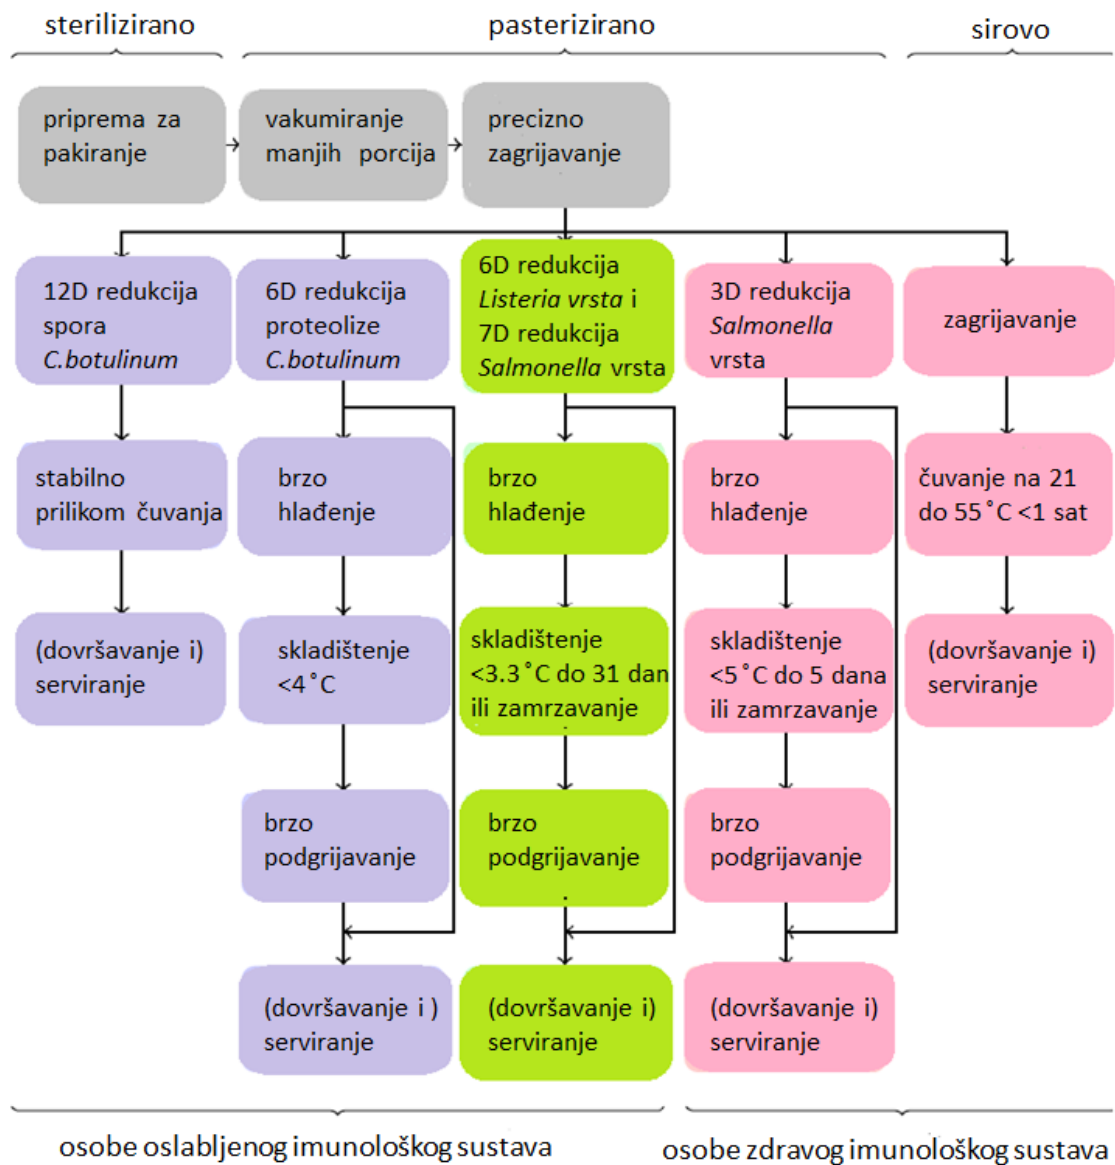 sterilizirano
pasterizirano
sirovo
priprema za
pakiranje
vakumiranje
manjih porcija
precizno
zagrijavanje
12D redukcija
spora
C.botulinum
6D redukcija
proteolize
C.botulinum
6D redukcija
Listeria vrsta i
7D redukcija
Salmonella vrsta
3D redukcija
Salmonella
vrsta
zagrijavanje
stabilno
prilikom čuvanja
brzo
hlađenje
brzo
hlađenje
brzo
hlađenje
čuvanje na 21
do 55˚C <1 sat
(dovršavanje i)
serviranje
skladištenje
<4˚C
skladištenje
<3.3˚C do 31 dan
ili zamrzavanje
skladištenje
<5˚C do 5 dana
ili zamrzavanje
(dovršavanje i)
serviranje
brzo
podgrijavanje
brzo
podgrijavanje
brzo
podgrijavanje
(dovršavanje i )
serviranje
(dovršavanje i)
serviranje
(dovršavanje i)
serviranje
osobe oslabljenog imunološkog sustava
osobe zdravog imunološkog sustava